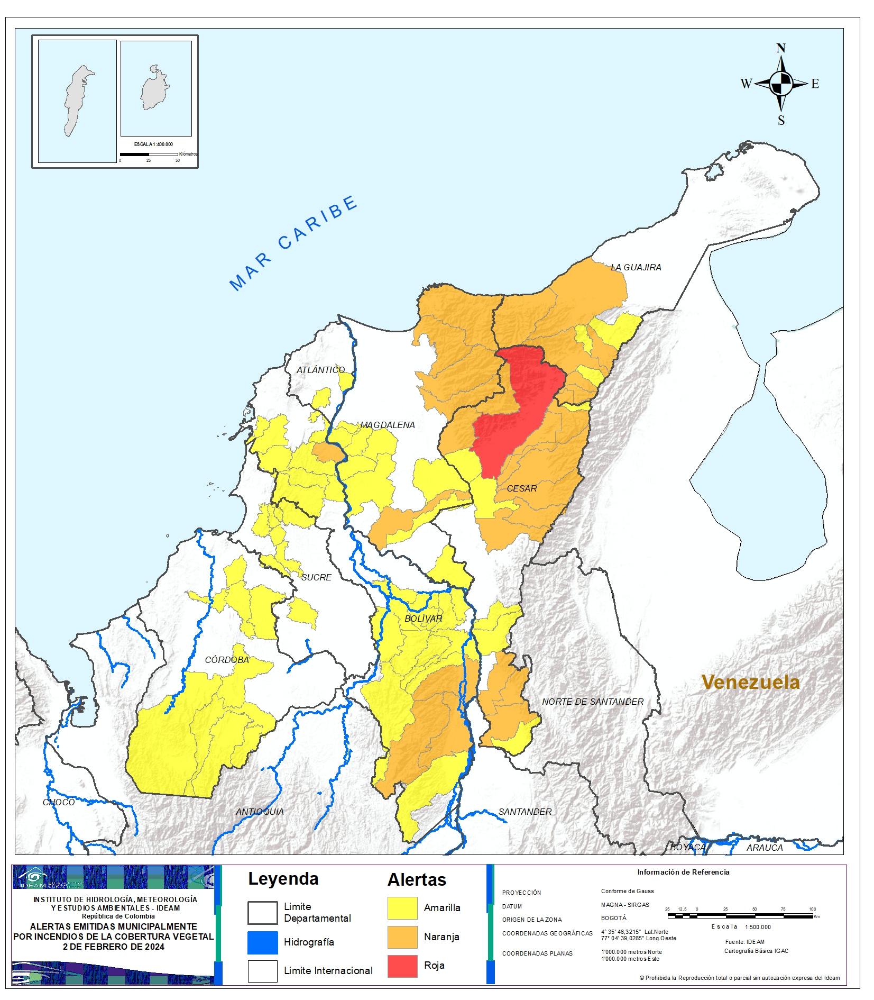 ESCALA 1:400.000
Kilómetros
0 25 50
N
W E
S
MAR CARIBE
LA GUAJIRA
ATLÁNTICO
MAGDALENA
CESAR
SUCRE
BOLÍVAR
CÓRDOBA
Venezuela
NORTE DE SANTANDER
CHOCÓ
ANTIOQUIA
SANTANDER
BOYACÁ
ARAUCA
IDEAM
INSTITUTO DE HIDROLOGÍA, METEOROLOGÍA
Y ESTUDIOS AMBIENTALES - IDEAM
República de Colombia
ALERTAS EMITIDAS MUNICIPALMENTE
POR INCENDIOS DE LA COBERTURA VEGETAL
2 DE FEBRERO DE 2024
Leyenda
Limite
Departamental
Hidrografía
Limite Internacional
Alertas
Amarilla
Naranja
Roja
Información de Referencia
PROYECCIÓN Conforme de Gauss
DATUM MAGNA - SIRGAS
ORIGEN DE LA ZONA BOGOTÁ
COORDENADAS GEOGRÁFICAS 4° 35' 46,3215" Lat.Norte
77° 04' 39,0285" Long.Oeste
COORDENADAS PLANAS 1'000.000 metros Norte
1'000.000 metros Este
25 12,5 0 25 50 75 100
Km
Escala 1:500.000
Fuente: IDEAM
Cartografía Básica IGAC
© Prohibida la Reproducción total o parcial sin autozación expresa del Ideam